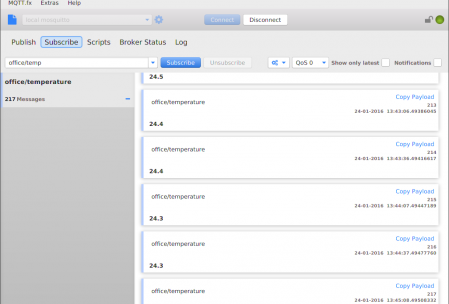 MQTT.fx Extras Help
local mosquitto Connect Disconnect
Publish Subscribe Scripts Broker Status Log
office/temp Subscribe Unsubscribe QoS 0 Show only latest Notifications
office/temperature
217 Messages
24.5
office/temperature Copy Payload
213
24-01-2016 13:43:06.49386045
24.4
office/temperature Copy Payload
214
24-01-2016 13:43:36.49416617
24.4
office/temperature Copy Payload
215
24-01-2016 13:44:07.49447189
24.3
office/temperature Copy Payload
216
24-01-2016 13:44:37.49477760
24.3
office/temperature Copy Payload
217
24-01-2016 13:45:08.49508332